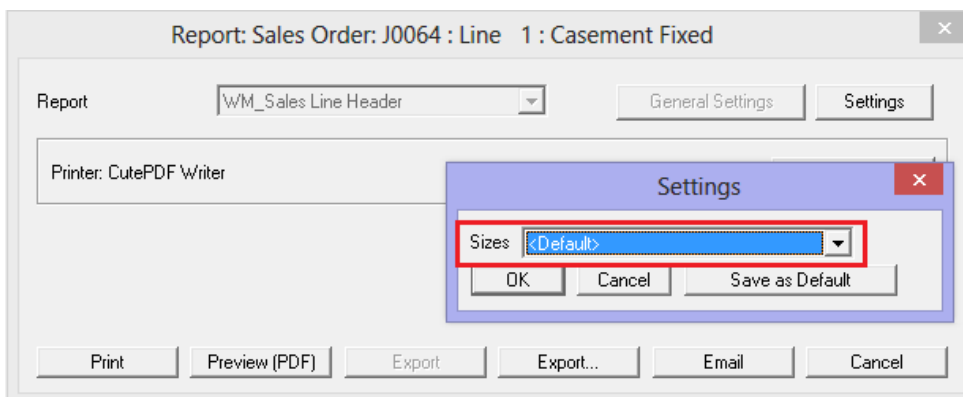 Report: Sales Order: J0064 : Line 1 : Casement Fixed
Report WM_Sales Line Header General Settings Settings
Printer: CutePDF Writer
Settings
Sizes <Default>
OK Cancel Save as Default
Print Preview (PDF) Export Export... Email Cancel